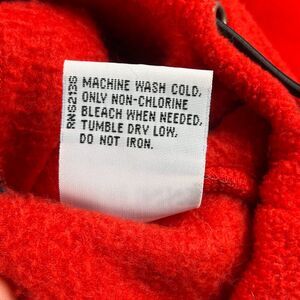 MACHINE WASH COLD,
ONLY NON-CHLORINE
BLEACH WHEN NEEDED,
TUMBLE DRY LOW,
DO NOT IRON.
RN52136